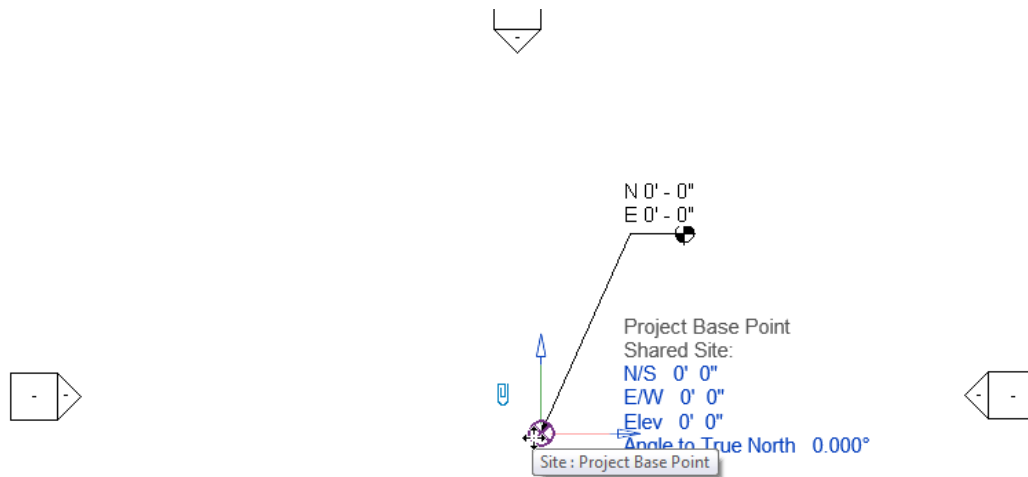 -
N 0' - 0"
E 0' - 0"
Project Base Point
Shared Site:
N/S 0' 0"
E/W 0' 0"
Elev 0' 0"
Angle to True North 0.000°
Site : Project Base Point
- -
- -